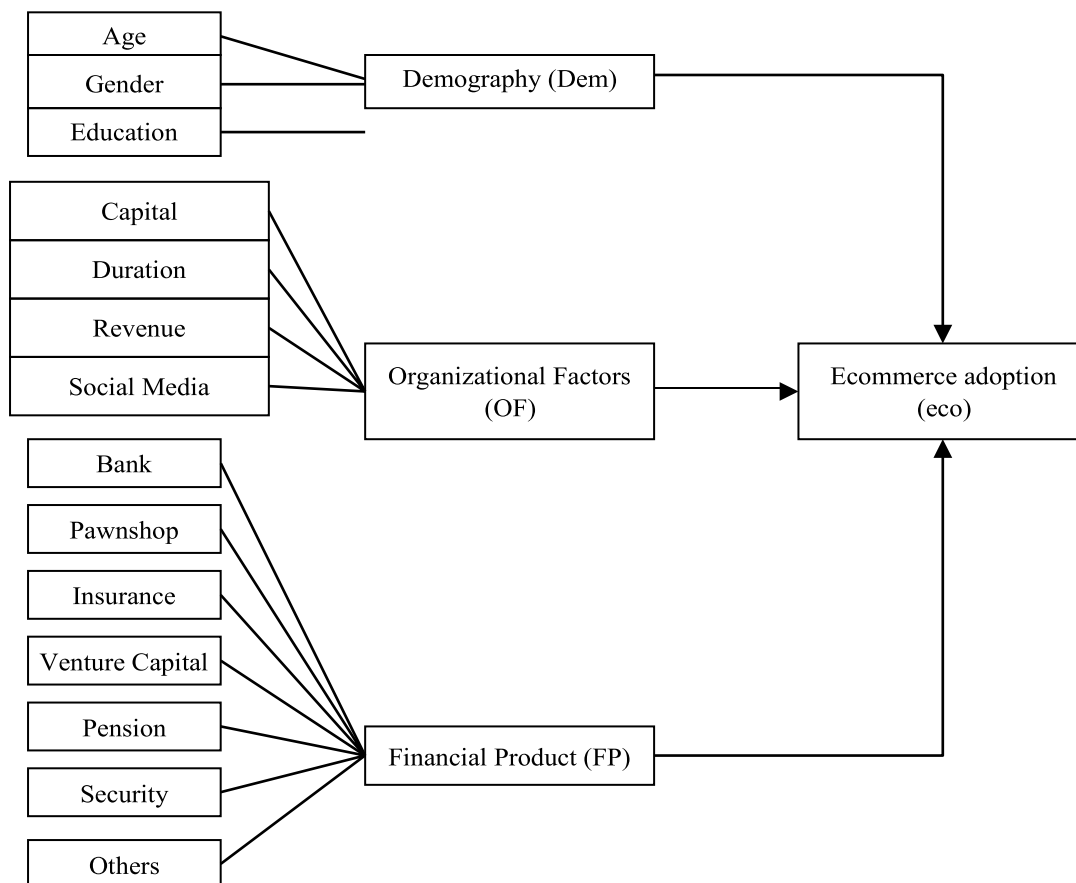 Age
Gender
Education
Demography (Dem)
Capital
Duration
Revenue
Social Media
Organizational Factors
(OF)
Ecommerce adoption
(eco)
Bank
Pawnshop
Insurance
Venture Capital
Pension
Security
Others
Financial Product (FP)